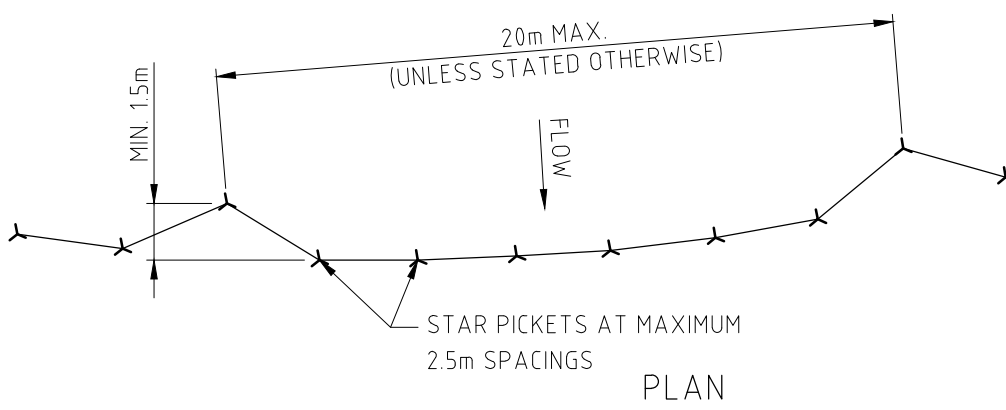 20m MAX.
(UNLESS STATED OTHERWISE)
MIN. 1.5m
FLOW
STAR PICKETS AT MAXIMUM
2.5m SPACINGS
PLAN